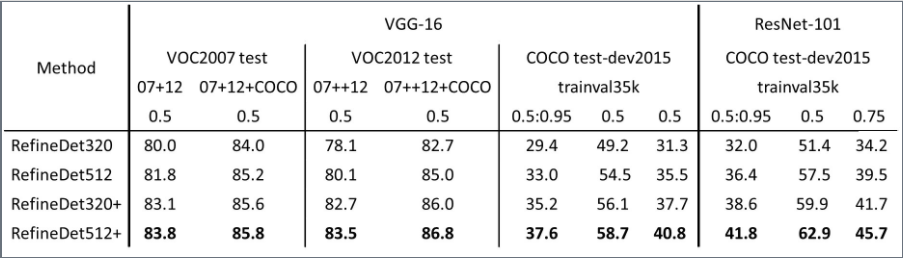 VGG-16 ResNet-101
Method VOC2007 test VOC2012 test COCO test-dev2015 COCO test-dev2015
07+12 07+12+COCO 07++12 07++12+COCO trainval35k trainval35k
0.5 0.5 0.5 0.5 0.5:0.95 0.5 0.5 0.5:0.95 0.5 0.75
RefineDet320 80.0 84.0 78.1 82.7 29.4 49.2 31.3 32.0 51.4 34.2
RefineDet512 81.8 85.2 80.1 85.0 33.0 54.5 35.5 36.4 57.5 39.5
RefineDet320+ 83.1 85.6 82.7 86.0 35.2 56.1 37.7 38.6 59.9 41.7
RefineDet512+ 83.8 85.8 83.5 86.8 37.6 58.7 40.8 41.8 62.9 45.7